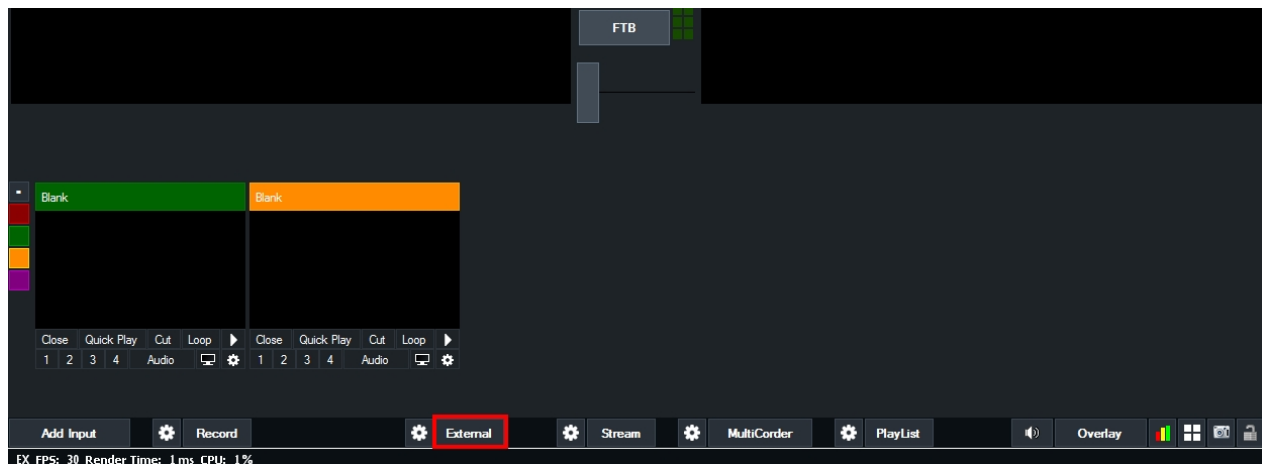 FTB
-
Blank
Blank
Close Quick Play Cut Loop Close Quick Play Cut Loop
1 2 3 4 Audio 1 2 3 4 Audio
Add Input Record External Stream MultiCorder PlayList Overlay
EX FPS: 30 Render Time: 1 ms CPU: 1%